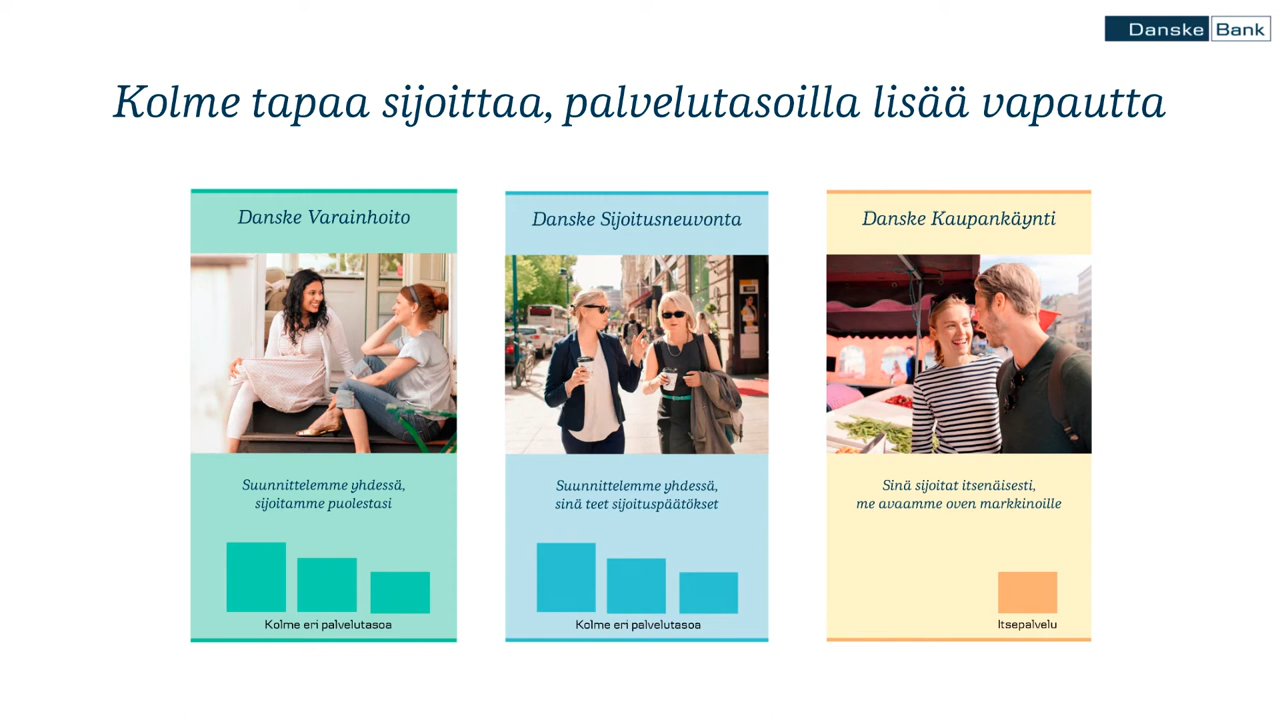 Danske Bank
Kolme tapaa sijoittaa, palvelutasoilla lisää vapautta
Danske Varainhoito
Suunnittelemme yhdessä,
sijoitamme puolestasi
Kolme eri palvelutasoa
Danske Sijoitusneuvonta
Suunnittelemme yhdessä,
sinä teet sijoituspäätökset
Kolme eri palvelutasoa
Danske Kaupankäynti
Sinä sijoitat itsenäisesti,
me avaamme oven markkinoille
Itsepalvelu